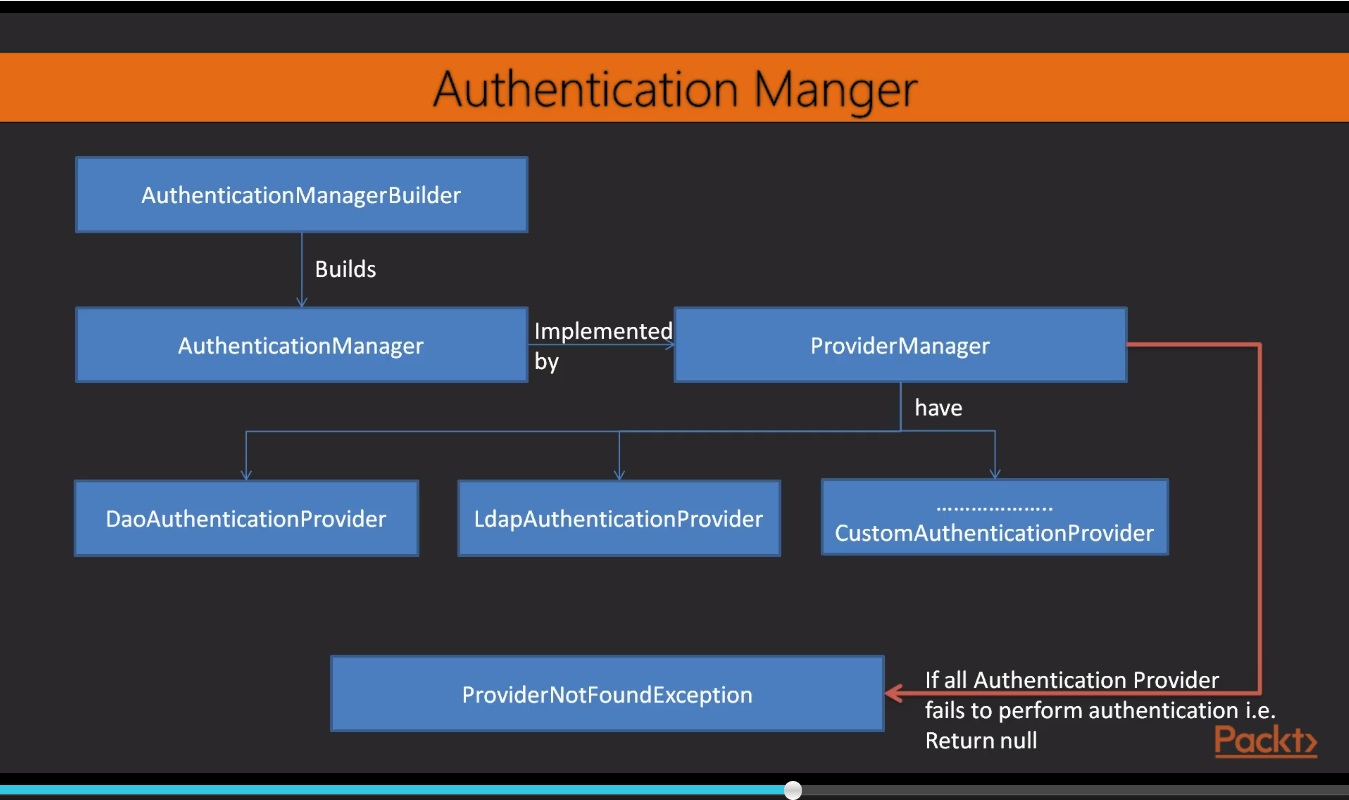 Authentication Manger
AuthenticationManagerBuilder
Builds
AuthenticationManager
Implemented
by
ProviderManager
have
DaoAuthenticationProvider
LdapAuthenticationProvider
...................
CustomAuthenticationProvider
ProviderNotFoundException
If all Authentication Provider
fails to perform authentication i.e.
Return null
Packt>